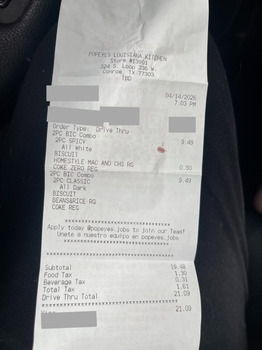 POPEYES LOUISIANA KITCHEN
Store #13001
324 S. Loop 336 W
Conroe, TX 77303
TBD
04/14/2026
7:03 PM
Order Type: Drive Thru
2PC BIC Combo 9.49
2PC SPICY
All White
BISCUIT
HOMESTYLE MAC AND CHS RG
COKE ZERO REG 0.50
2PC BIC Combo 9.49
2PC CLASSIC
All Dark
BISCUIT
BEANS&RICE RG
COKE REG
Apply today @popeyes.jobs to join our Team!
Unete a nuestro equipo en popeyes.jobs
Subtotal 19.48
Food Tax 1.30
Beverage Tax 0.31
Total Tax 1.61
Drive Thru Total 21.09
21.09